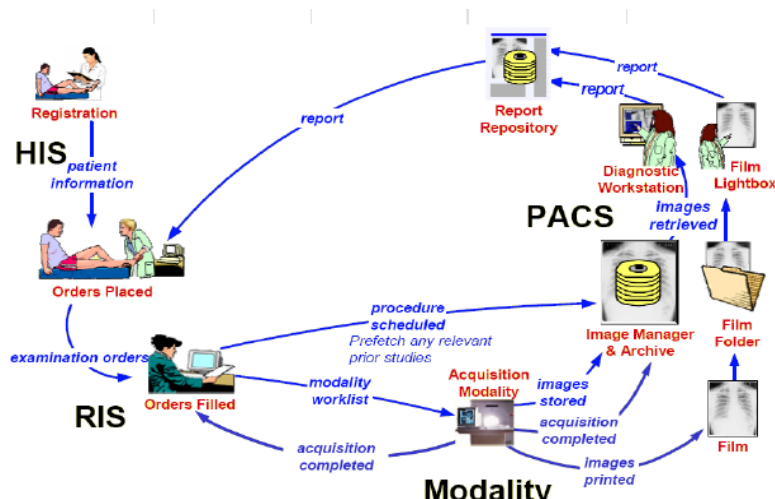 Registration
HIS
patient
information
Orders Placed
examination orders
RIS
Orders Filled
report
Report
Repository
report
report
Diagnostic
Workstation
Film
Lightbox
PACS
images
retrieved
procedure
scheduled
Prefetch any relevant
prior studies
Image Manager
& Archive
Film
Folder
modality
worklist
Acquisition
Modality
images
stored
acquisition
completed
acquisition
completed
images
printed
Film
Modality